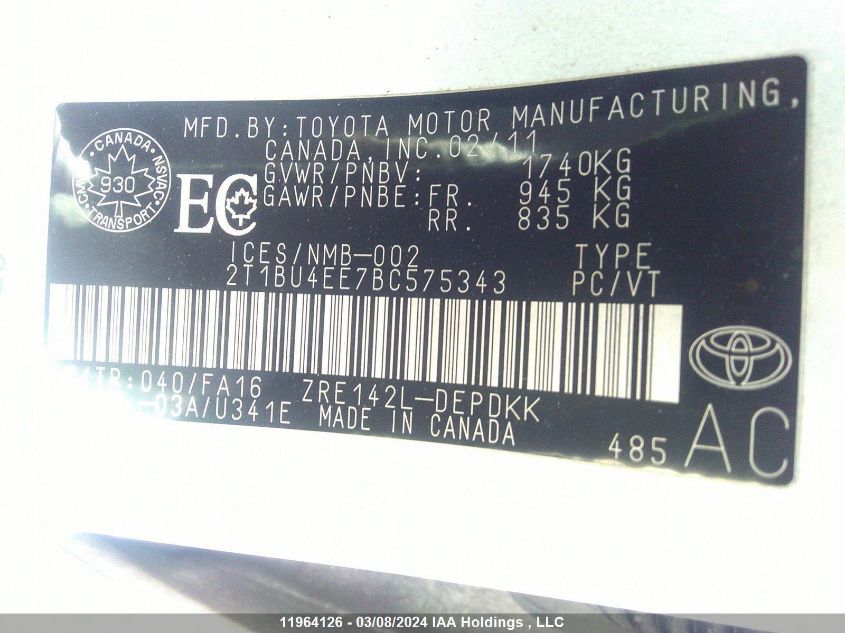 MFD.BY:TOYOTA MOTOR MANUFACTURING,
CANADA, INC.02/11
GVWR/PNBV: 1740KG
GAWR/PNBE:FR. 945 KG
RR. 835 KG
CANADA
930
NSVAC
TRANSPORT
EC
ICES/NMB-002 TYPE
2T1BU4EE7BC575343 PC/VT
TR:040/FA16 ZRE142L-DEPDKK
03A/U341E MADE IN CANADA
485 AC
11964126 - 03/08/2024 IAA Holdings , LLC